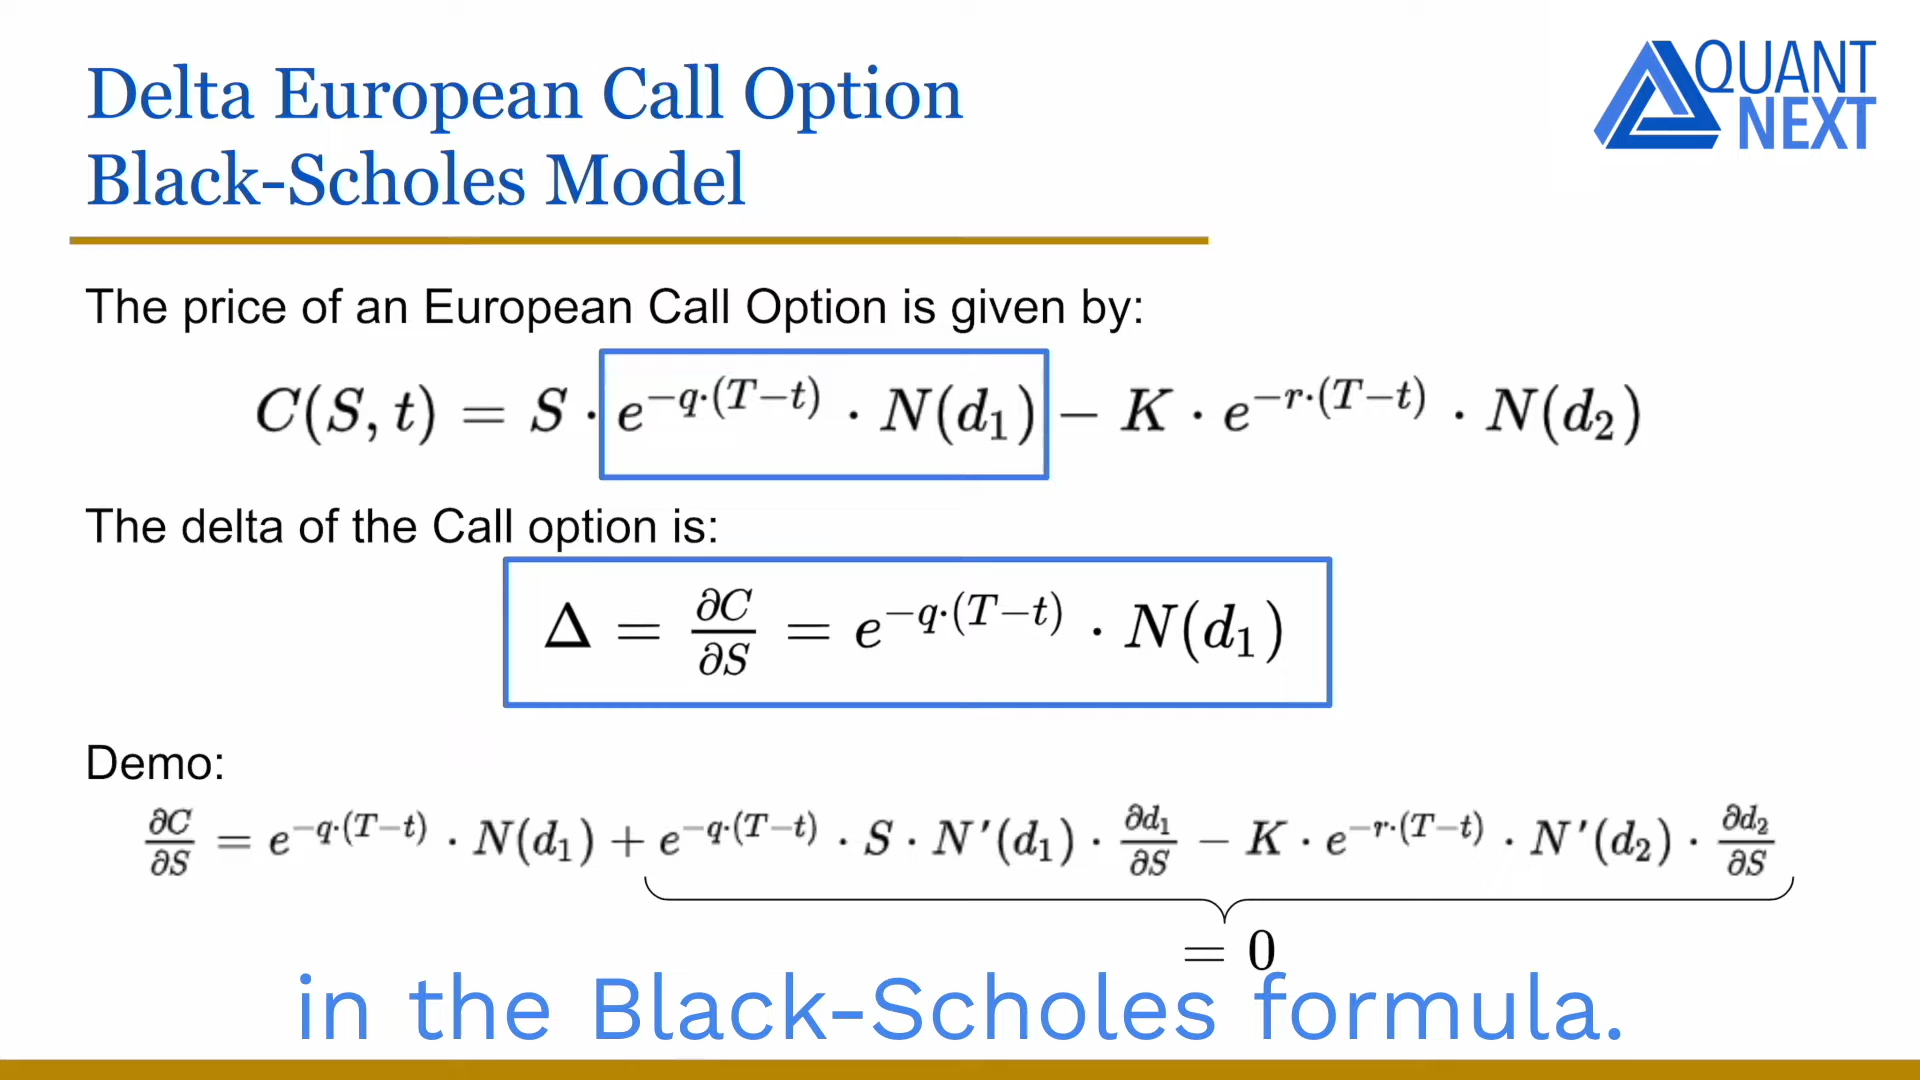 Delta European Call Option
Black-Scholes Model
QUANT
NEXT
The price of an European Call Option is given by:
C(S, t) = S · e^{−q·(T−t)} · N(d₁) − K · e^{−r·(T−t)} · N(d₂)
The delta of the Call option is:
Δ = ∂C/∂S = e^{−q·(T−t)} · N(d₁)
Demo:
∂C/∂S = e^{−q·(T−t)} · N(d₁) + e^{−q·(T−t)} · S · N′(d₁) · ∂d₁/∂S − K · e^{−r·(T−t)} · N′(d₂) · ∂d₂/∂S
= 0
in the Black-Scholes formula.